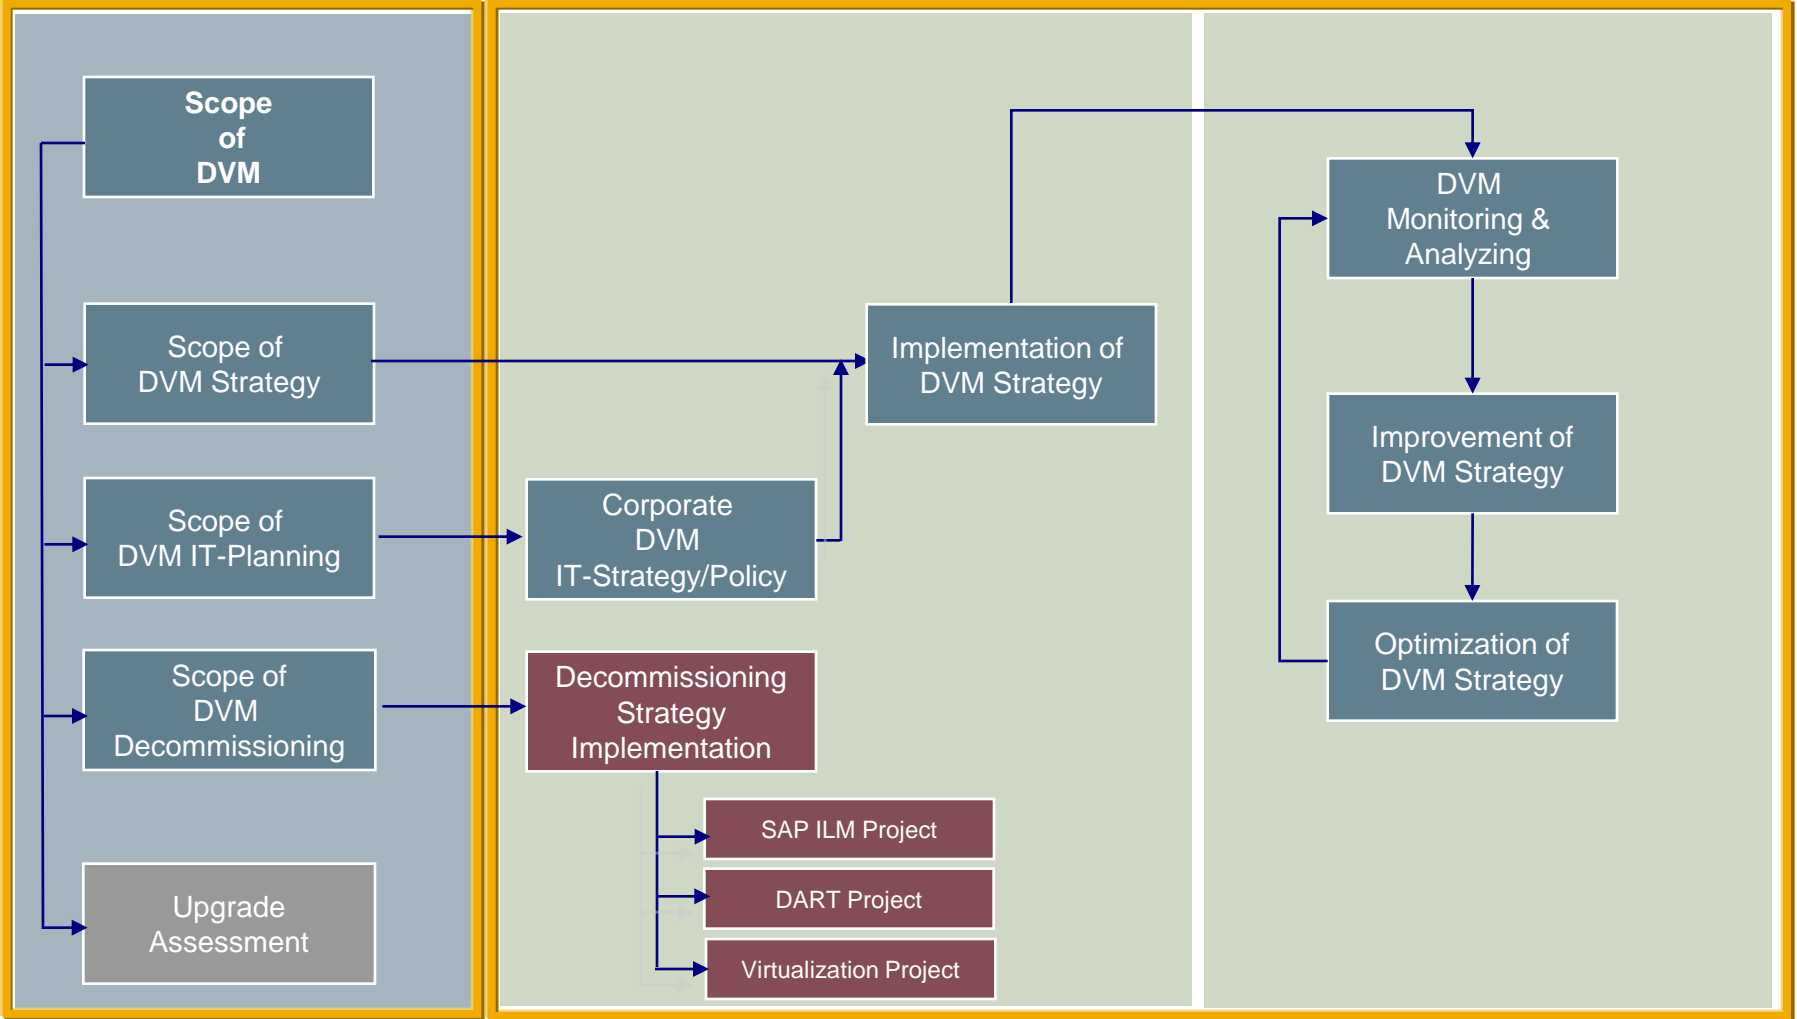 Scope
of
DVM
Scope of
DVM Strategy
Scope of
DVM IT-Planning
Scope of
DVM
Decommissioning
Upgrade
Assessment
Implementation of
DVM Strategy
Corporate
DVM
IT-Strategy/Policy
Decommissioning
Strategy
Implementation
SAP ILM Project
DART Project
Virtualization Project
DVM
Monitoring &
Analyzing
Improvement of
DVM Strategy
Optimization of
DVM Strategy